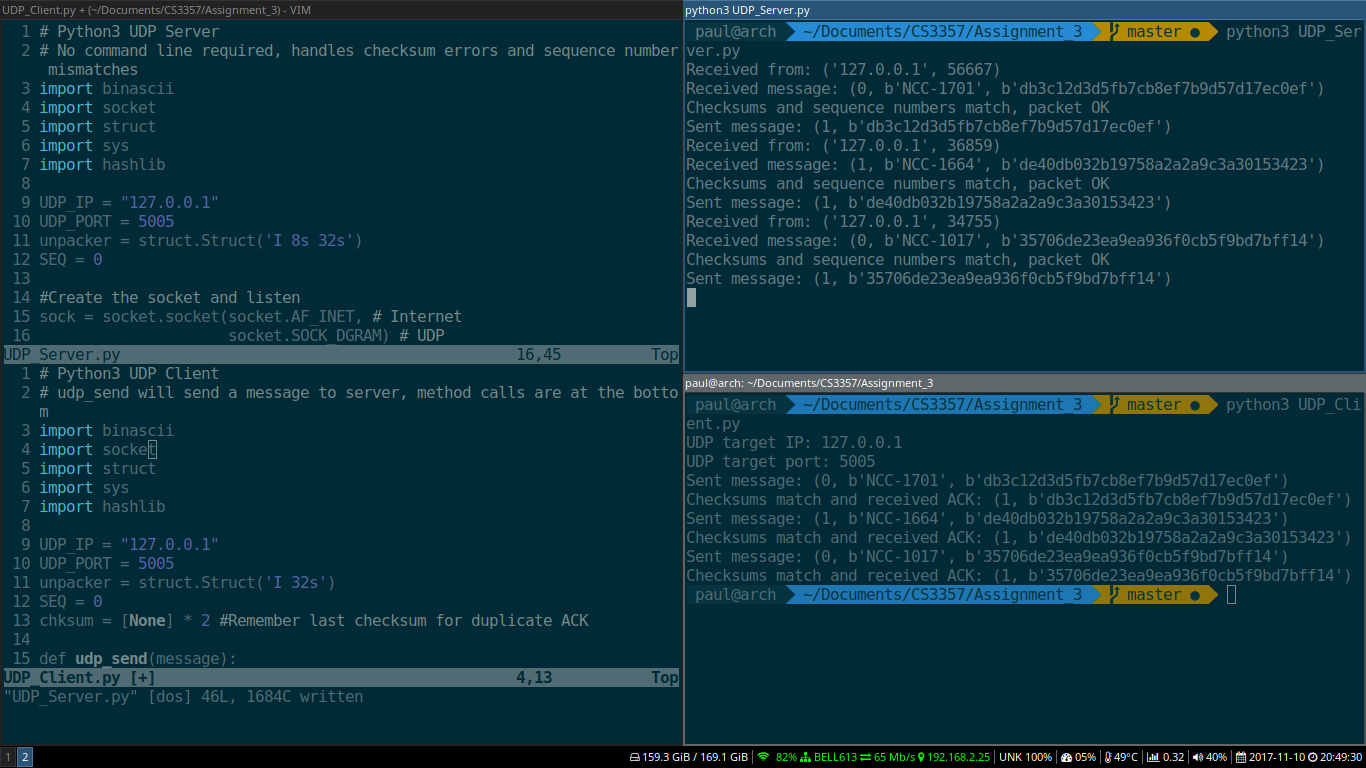 UDP_Client.py + (~/Documents/CS3357/Assignment_3) - VIM
1 # Python3 UDP Server
2 # No command line required, handles checksum errors and sequence number
mismatches
3 import binascii
4 import socket
5 import struct
6 import sys
7 import hashlib
8
9 UDP_IP = "127.0.0.1"
10 UDP_PORT = 5005
11 unpacker = struct.Struct('I 8s 32s')
12 SEQ = 0
13
14 #Create the socket and listen
15 sock = socket.socket(socket.AF_INET, # Internet
16 socket.SOCK_DGRAM) # UDP
UDP_Server.py 16,45 Top
1 # Python3 UDP Client
2 # udp_send will send a message to server, method calls are at the botto
m
3 import binascii
4 import socket
5 import struct
6 import sys
7 import hashlib
8
9 UDP_IP = "127.0.0.1"
10 UDP_PORT = 5005
11 unpacker = struct.Struct('I 32s')
12 SEQ = 0
13 chksum = [None] * 2 #Remember last checksum for duplicate ACK
14
15 def udp_send(message):
UDP_Client.py [+] 4,13 Top
"UDP_Server.py" [dos] 46L, 1684C written
python3 UDP_Server.py
paul@arch ~/Documents/CS3357/Assignment_3 master ● python3 UDP_Ser
ver.py
Received from: ('127.0.0.1', 56667)
Received message: (0, b'NCC-1701', b'db3c12d3d5fb7cb8ef7b9d57d17ec0ef')
Checksums and sequence numbers match, packet OK
Sent message: (1, b'db3c12d3d5fb7cb8ef7b9d57d17ec0ef')
Received from: ('127.0.0.1', 36859)
Received message: (1, b'NCC-1664', b'de40db032b19758a2a2a9c3a30153423')
Checksums and sequence numbers match, packet OK
Sent message: (1, b'de40db032b19758a2a2a9c3a30153423')
Received from: ('127.0.0.1', 34755)
Received message: (0, b'NCC-1017', b'35706de23ea9ea936f0cb5f9bd7bff14')
Checksums and sequence numbers match, packet OK
Sent message: (1, b'35706de23ea9ea936f0cb5f9bd7bff14')
paul@arch: ~/Documents/CS3357/Assignment_3
paul@arch ~/Documents/CS3357/Assignment_3 master ● python3 UDP_Cli
ent.py
UDP target IP: 127.0.0.1
UDP target port: 5005
Sent message: (0, b'NCC-1701', b'db3c12d3d5fb7cb8ef7b9d57d17ec0ef')
Checksums match and received ACK: (1, b'db3c12d3d5fb7cb8ef7b9d57d17ec0ef')
Sent message: (1, b'NCC-1664', b'de40db032b19758a2a2a9c3a30153423')
Checksums match and received ACK: (1, b'de40db032b19758a2a2a9c3a30153423')
Sent message: (0, b'NCC-1017', b'35706de23ea9ea936f0cb5f9bd7bff14')
Checksums match and received ACK: (1, b'35706de23ea9ea936f0cb5f9bd7bff14')
paul@arch ~/Documents/CS3357/Assignment_3 master ●
1 2 159.3 GiB / 169.1 GiB 82% BELL613 65 Mb/s 192.168.2.25 UNK 100% 05% 49°C 0.32 40% 2017-11-10 20:49:30